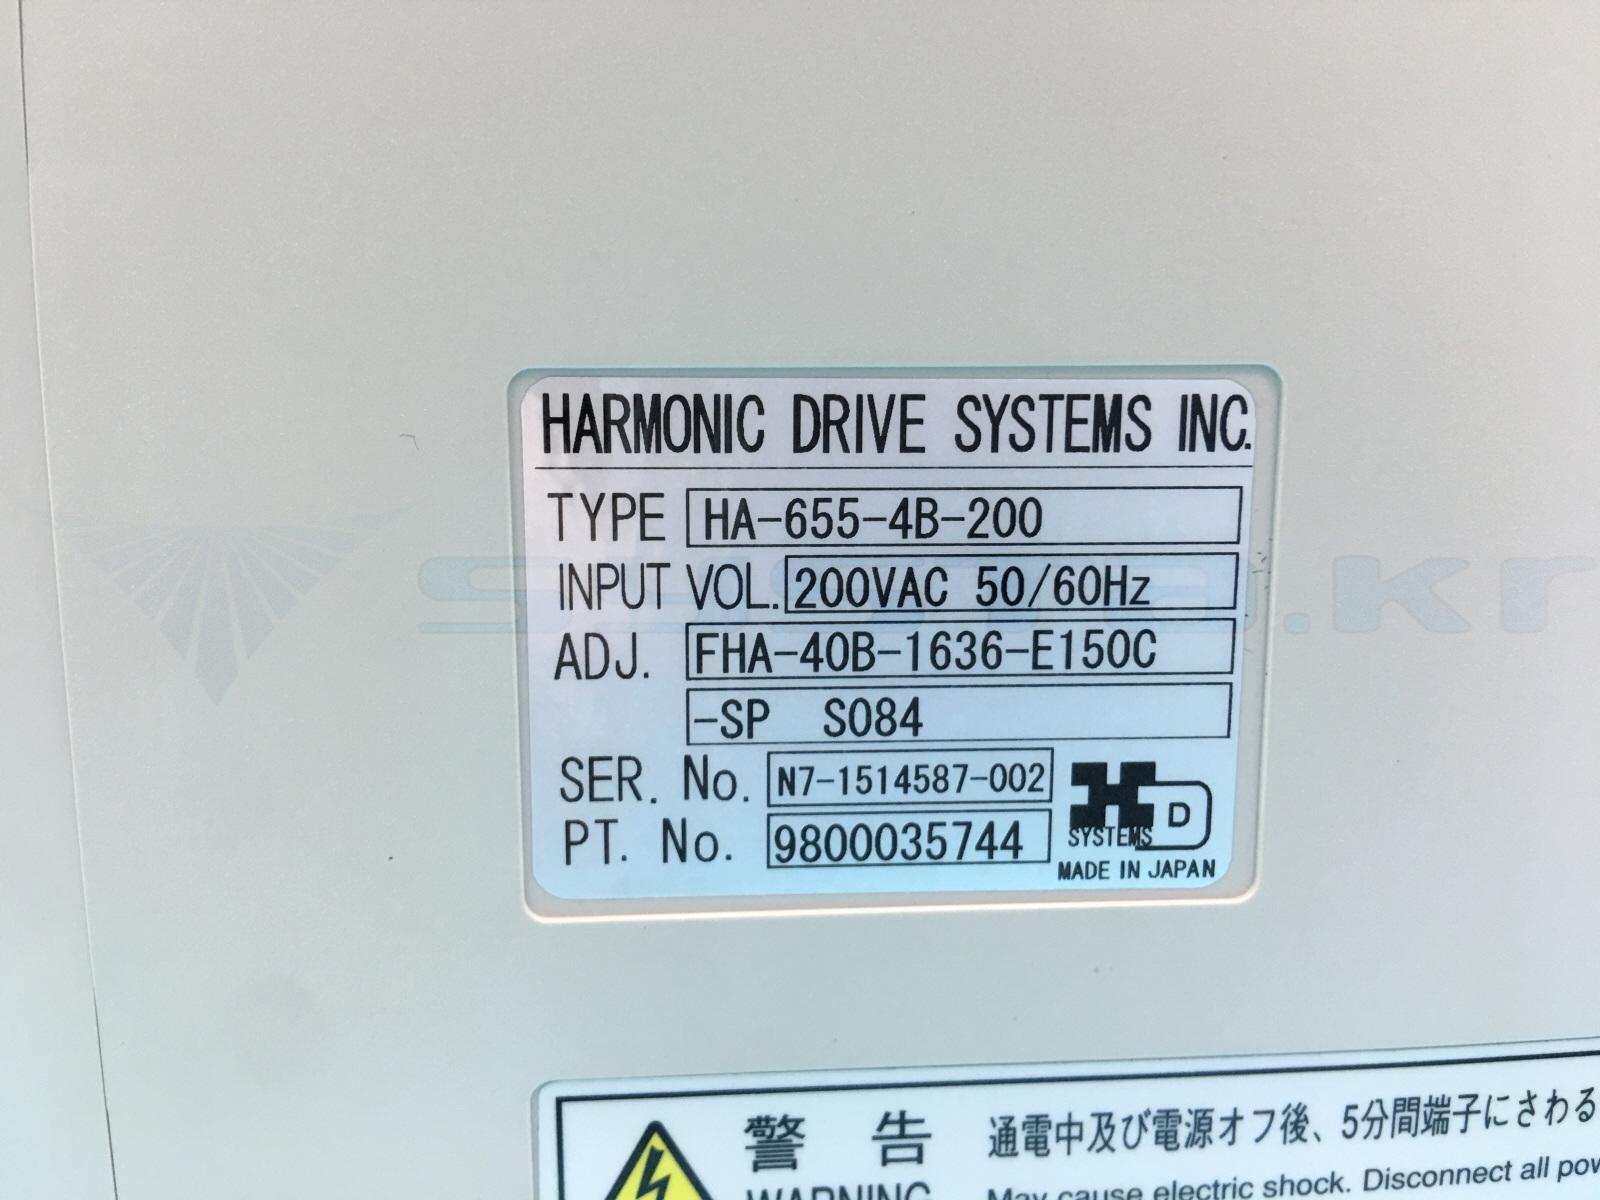 HARMONIC DRIVE SYSTEMS INC.
TYPE HA-655-4B-200
INPUT VOL. 200VAC 50/60Hz
ADJ. FHA-40B-1636-E150C
-SP S084
SER. No. N7-1514587-002
PT. No. 9800035744
H D
SYSTEMS
MADE IN JAPAN
警告 通電中及び電源オフ後、5分間端子にさわる
WARNING May cause electric shock. Disconnect all
.kr